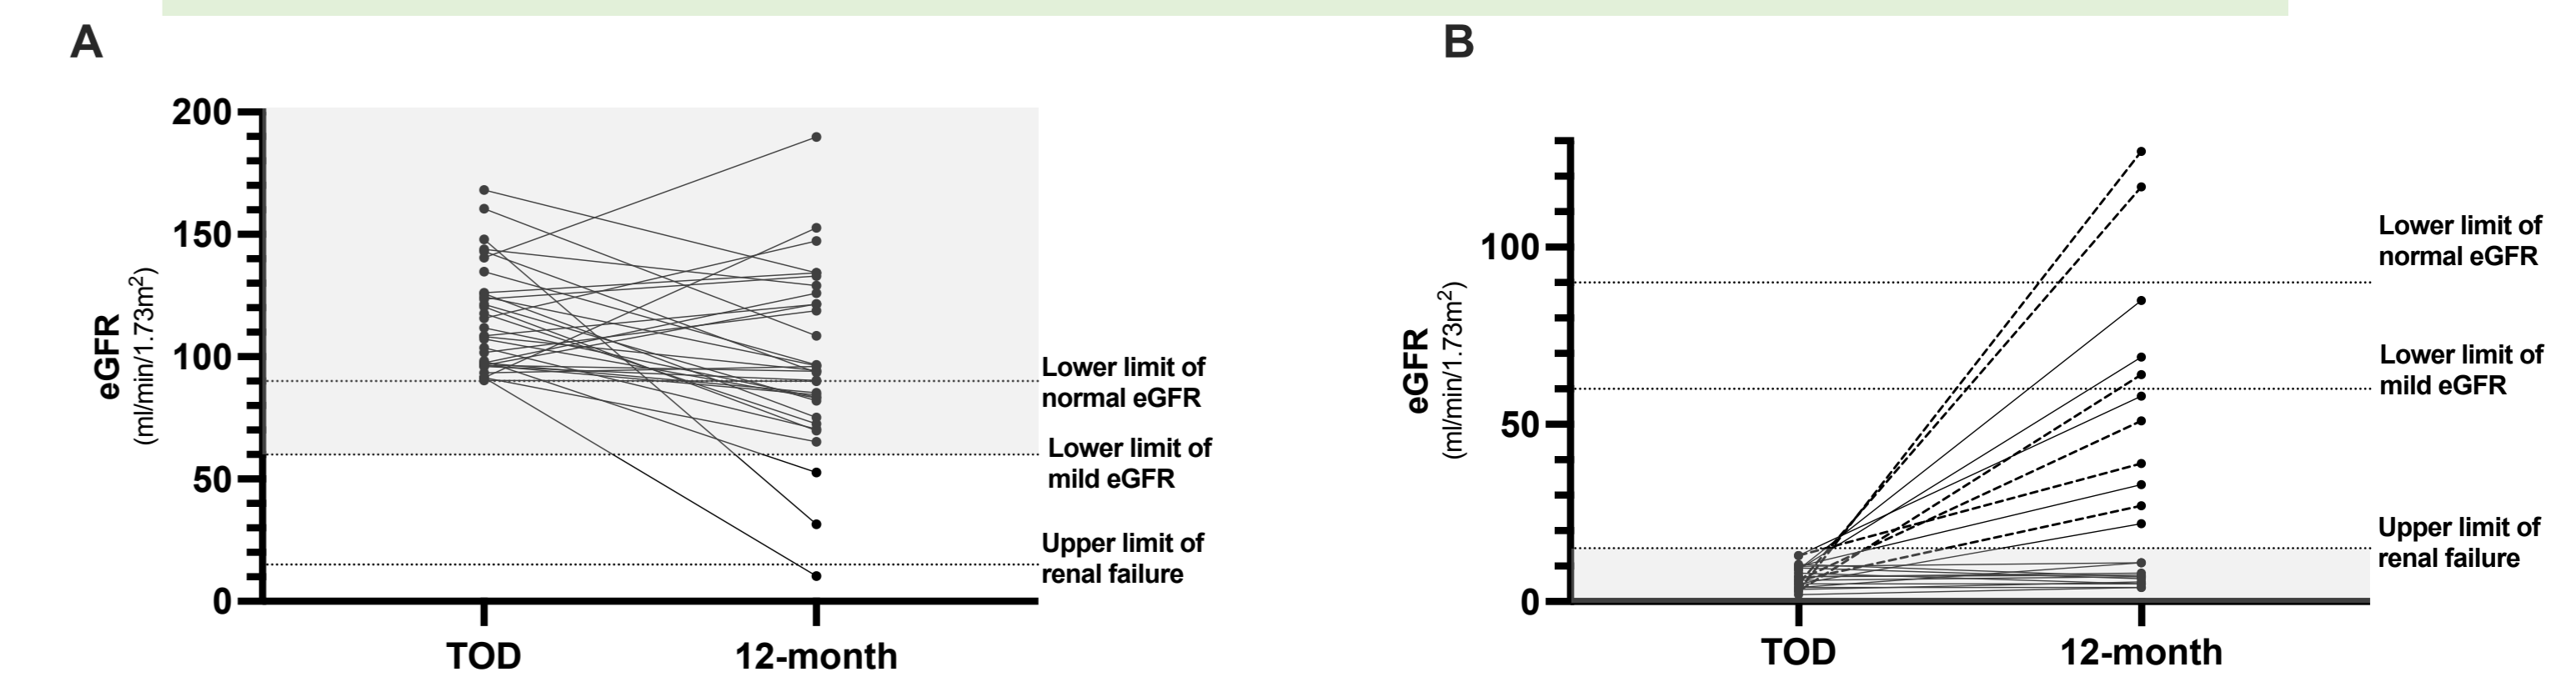 A
200
150
100
50
0
eGFR
(ml/min/1.73m²)
Lower limit of
normal eGFR
Lower limit of
mild eGFR
Upper limit of
renal failure
TOD
12-month
B
100
50
0
eGFR
(ml/min/1.73m²)
Lower limit of
normal eGFR
Lower limit of
mild eGFR
Upper limit of
renal failure
TOD
12-month